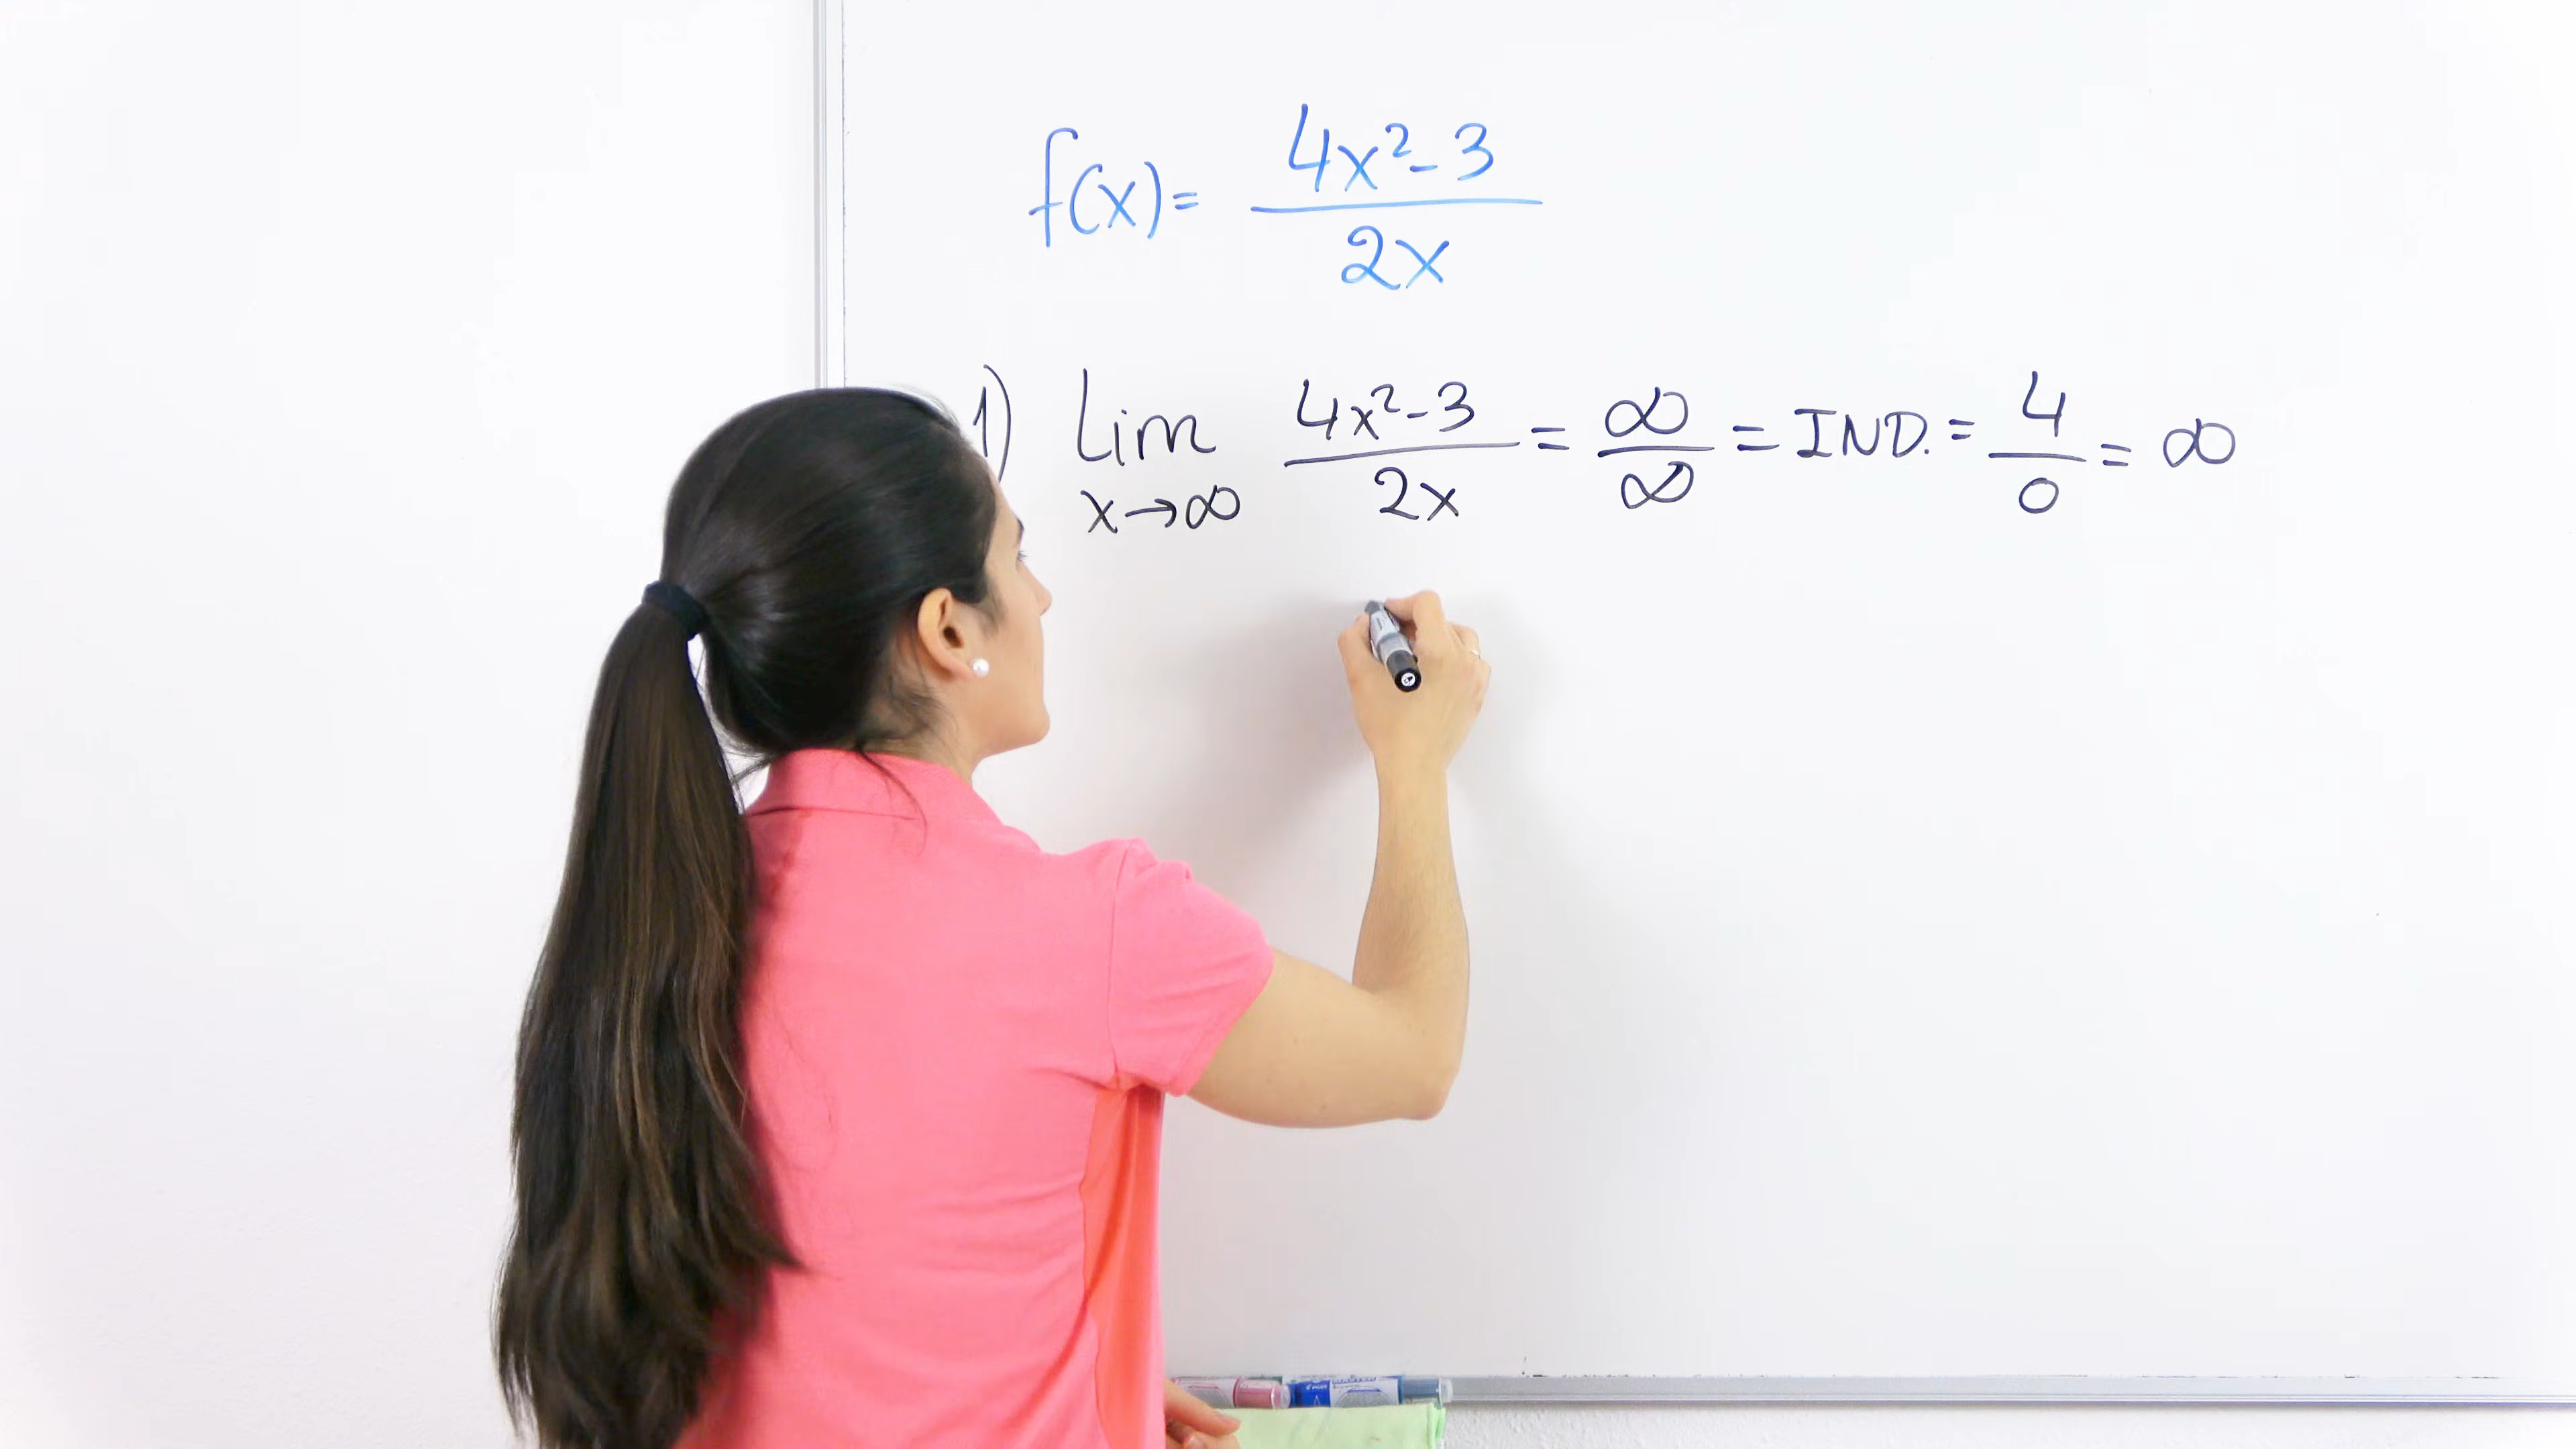 f(x)= 4x²-3 / 2x
1) Lim x→∞ 4x²-3 / 2x = ∞ / ∞ = IND. = 4 / 0 = ∞